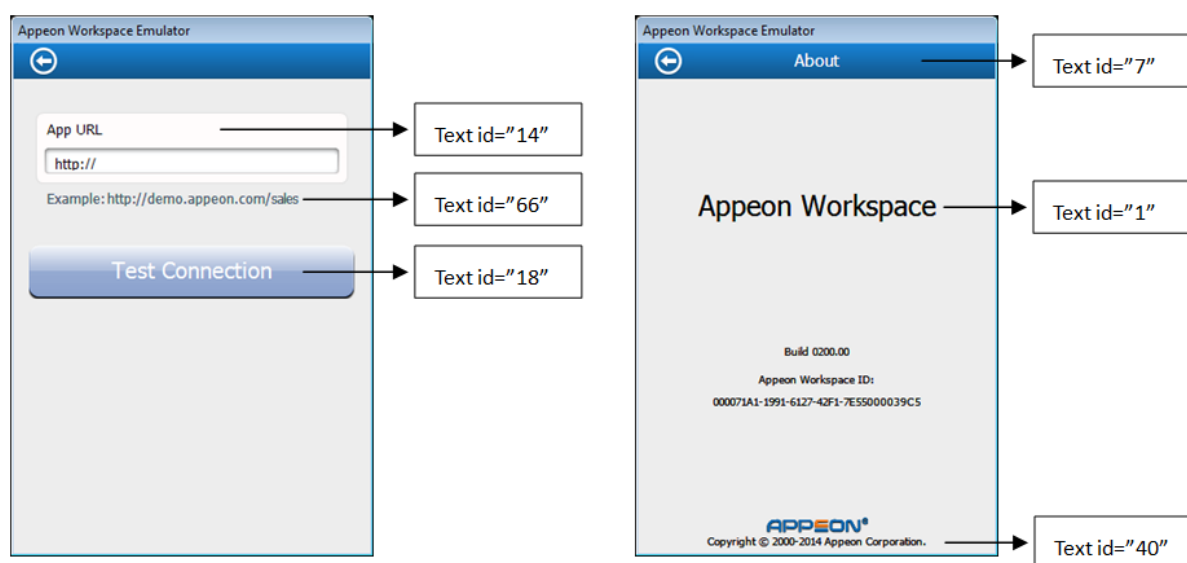 Appeon Workspace Emulator
App URL
http://
Example: http://demo.appeon.com/sales
Test Connection
Text id="14"
Text id="66"
Text id="18"
Appeon Workspace Emulator
About
Appeon Workspace
Build 0200.00
Appeon Workspace ID:
000071A1-1991-6127-42F1-7E55000039C5
APPEON®
Copyright © 2000-2014 Appeon Corporation.
Text id="7"
Text id="1"
Text id="40"